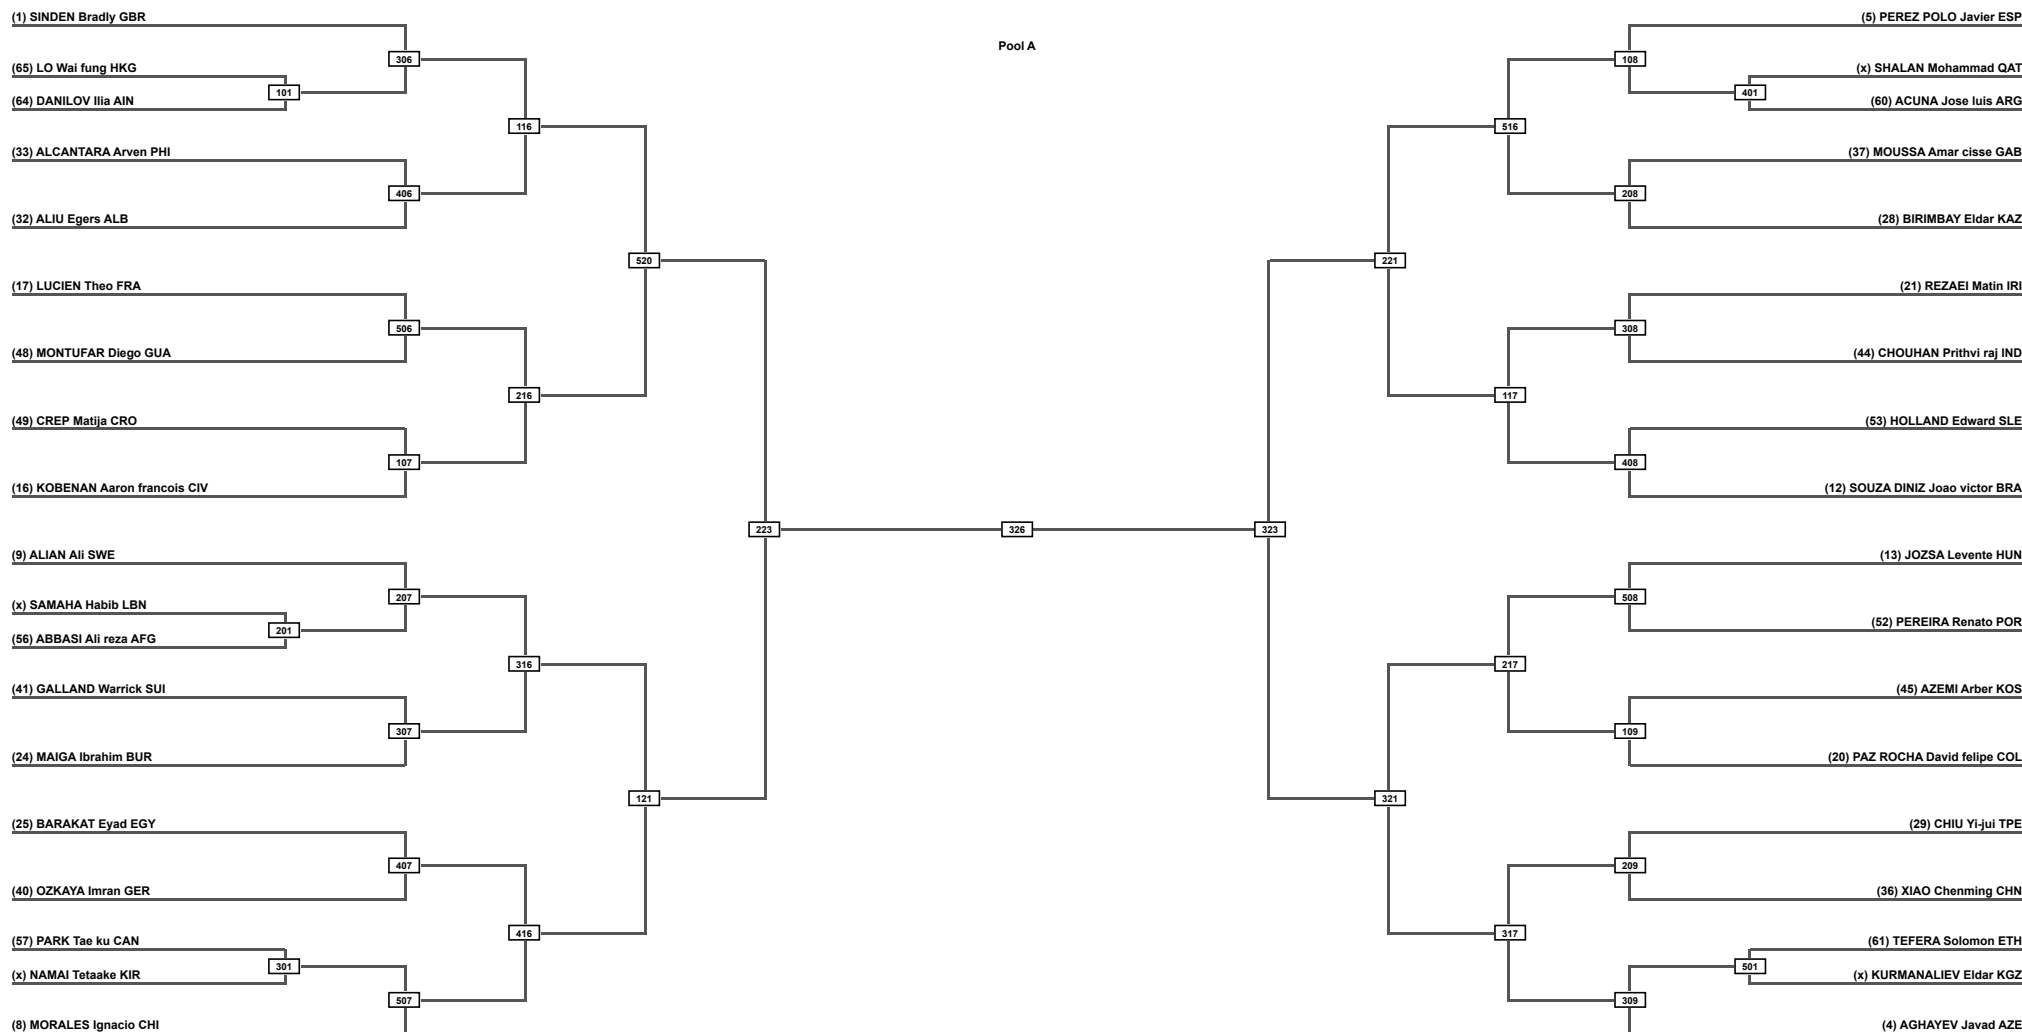 Pool A
(1) SINDEN Bradly GBR
306
(65) LO Wai fung HKG
101
(64) DANILOV Ilia AIN
116
(33) ALCANTARA Arven PHI
406
(32) ALIU Egers ALB
520
(17) LUCIEN Theo FRA
506
(48) MONTUFAR Diego GUA
216
(49) CREP Matija CRO
107
(16) KOBENAN Aaron francois CIV
223
(9) ALIAN Ali SWE
207
(x) SAMAHA Habib LBN
201
(56) ABBASI Ali reza AFG
316
(41) GALLAND Warrick SUI
307
(24) MAIGA Ibrahim BUR
121
(25) BARAKAT Eyad EGY
407
(40) OZKAYA Imran GER
416
(57) PARK Tae ku CAN
301
(x) NAMAI Tetaake KIR
507
(8) MORALES Ignacio CHI
326
(5) PEREZ POLO Javier ESP
108
(x) SHALAN Mohammad QAT
401
(60) ACUNA Jose luis ARG
516
(37) MOUSSA Amar cisse GAB
208
(28) BIRIMBAY Eldar KAZ
221
(21) REZAEI Matin IRI
308
(44) CHOUHAN Prithvi raj IND
117
(53) HOLLAND Edward SLE
408
(12) SOUZA DINIZ Joao victor BRA
323
(13) JOZSA Levente HUN
508
(52) PEREIRA Renato POR
217
(45) AZEMI Arber KOS
109
(20) PAZ ROCHA David felipe COL
321
(29) CHIU Yi-jui TPE
209
(36) XIAO Chenming CHN
317
(61) TEFERA Solomon ETH
501
(x) KURMANALIEV Eldar KGZ
309
(4) AGHAYEV Javad AZE